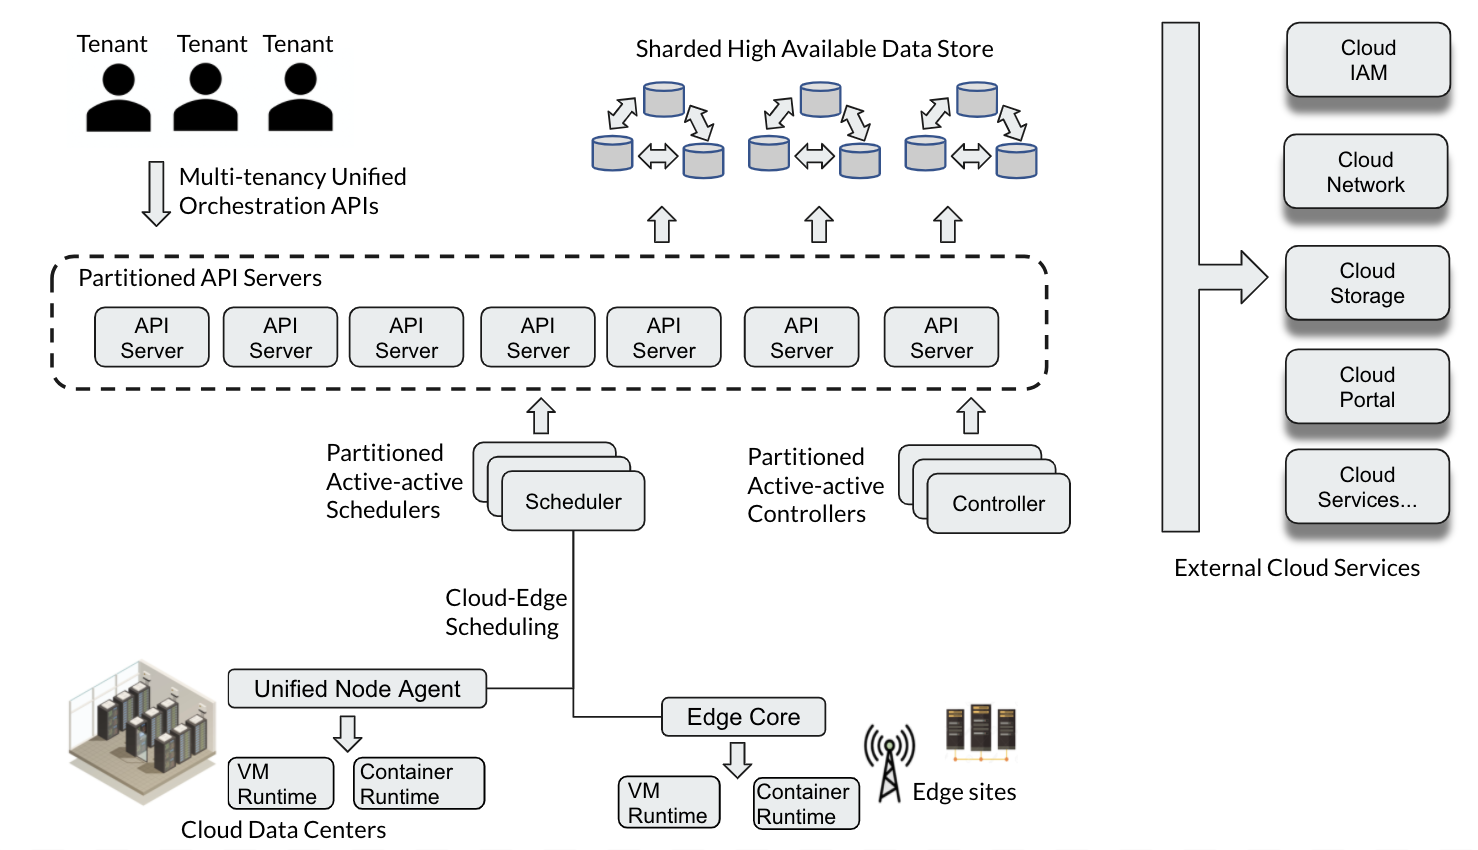 Tenant Tenant Tenant
Multi-tenancy Unified
Orchestration APIs
Sharded High Available Data Store
Partitioned API Servers
API
Server
API
Server
API
Server
API
Server
API
Server
API
Server
API
Server
Partitioned
Active-active
Schedulers
Scheduler
Partitioned
Active-active
Controllers
Controller
Cloud-Edge
Scheduling
Unified Node Agent
VM
Runtime
Container
Runtime
Cloud Data Centers
Edge Core
VM
Runtime
Container
Runtime
Edge sites
Cloud
IAM
Cloud
Network
Cloud
Storage
Cloud
Portal
Cloud
Services...
External Cloud Services